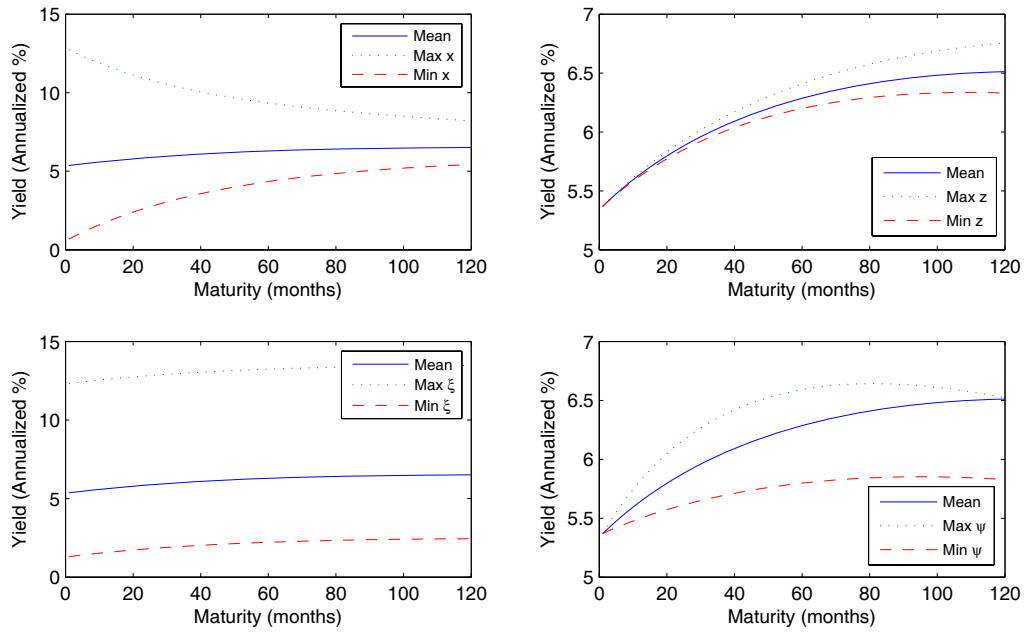 15
10
5
0
Yield (Annualized %)
0 20 40 60 80 100 120
Maturity (months)
Mean
Max x
Min x
7
6.5
6
5.5
5
Yield (Annualized %)
0 20 40 60 80 100 120
Maturity (months)
Mean
Max z
Min z
15
10
5
0
Yield (Annualized %)
0 20 40 60 80 100 120
Maturity (months)
Mean
Max ξ
Min ξ
7
6.5
6
5.5
5
Yield (Annualized %)
0 20 40 60 80 100 120
Maturity (months)
Mean
Max ψ
Min ψ